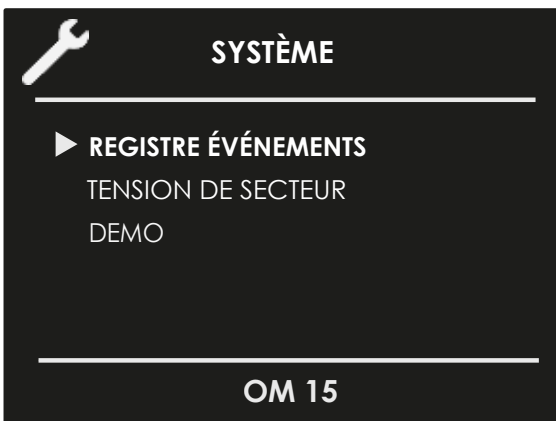 SYSTÈME
REGISTRE ÉVÉNEMENTS
TENSION DE SECTEUR
DEMO
OM 15